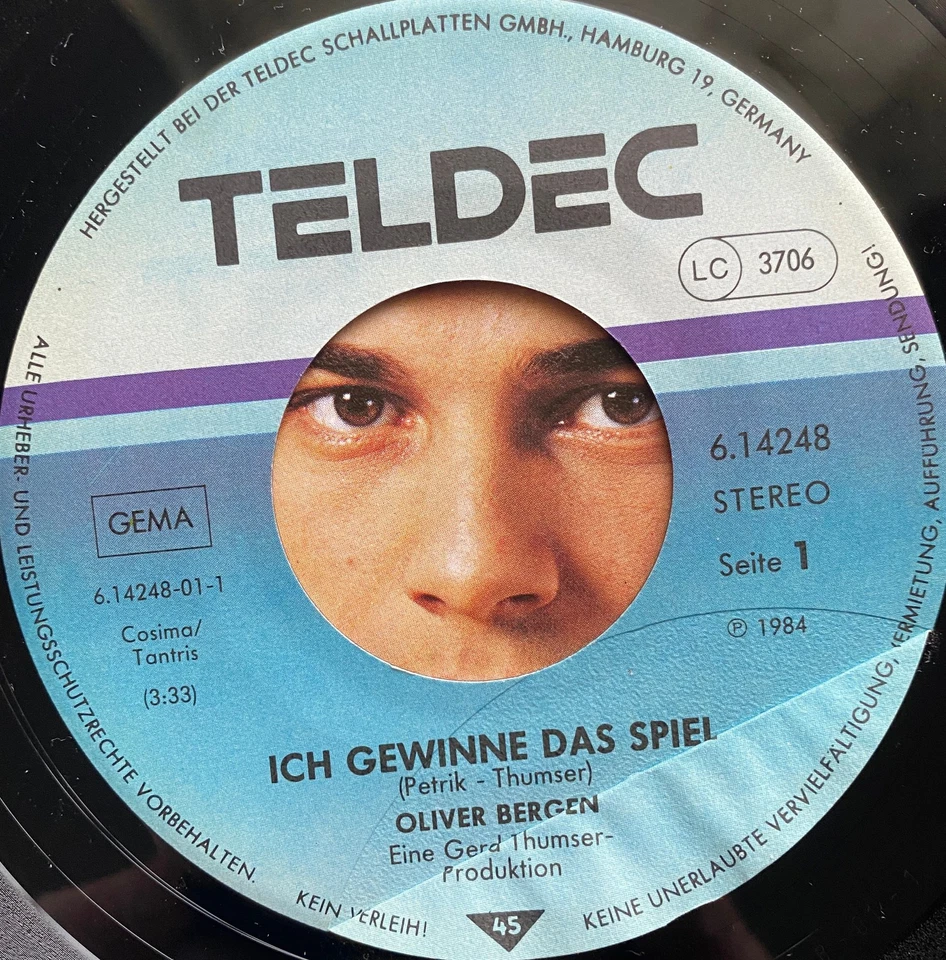 HERGESTELLT BEI DER TELDEC SCHALLPLATTEN GMBH., HAMBURG 19, GERMANY
TELDEC
LC 3706
6.14248
STEREO
Seite 1
℗ 1984
GEMA
6.14248-01-1
Cosima/
Tantris
(3:33)
ICH GEWINNE DAS SPIEL
(Petrik - Thumser)
OLIVER BERGEN
Eine Gerd Thumser-
Produktion
45
ALLE URHEBER- UND LEISTUNGSSCHUTZRECHTE VORBEHALTEN. KEIN VERLEIH! KEINE UNERLAUBTE VERVIELFÄLTIGUNG, VERMIETUNG, AUFFÜHRUNG, SENDUNG!